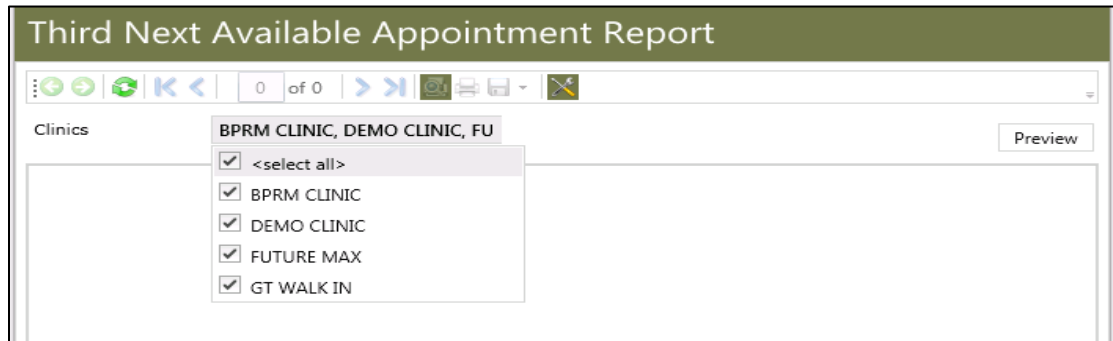 Third Next Available Appointment Report
0 of 0
Clinics BPRM CLINIC, DEMO CLINIC, FU Preview
<select all>
BPRM CLINIC
DEMO CLINIC
FUTURE MAX
GT WALK IN